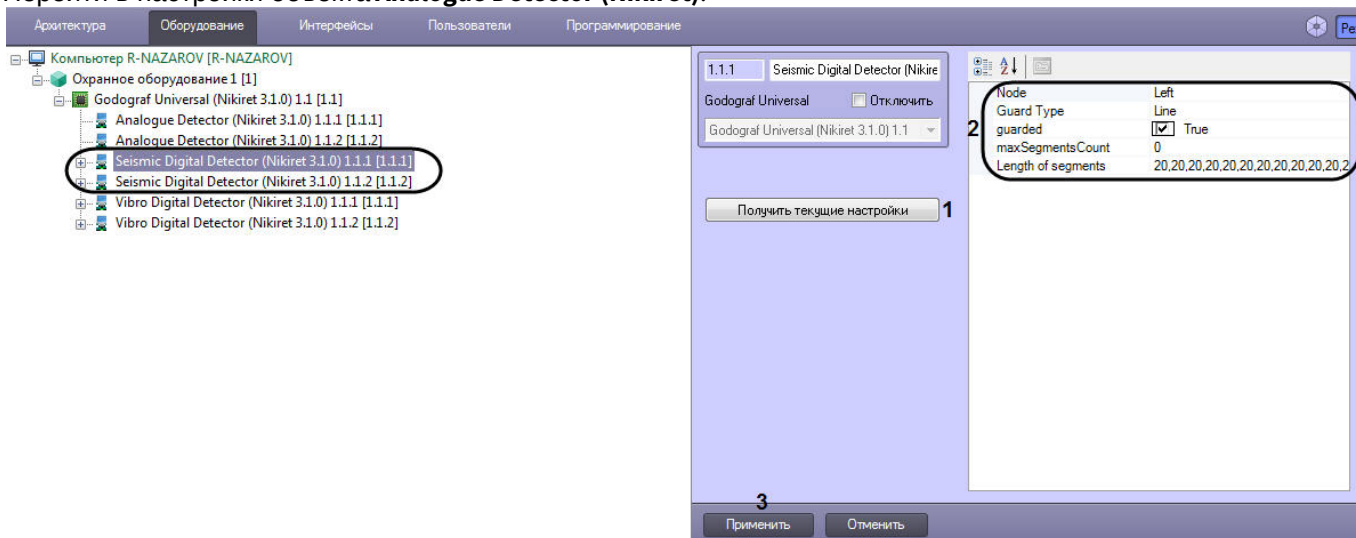 Analogue Detector (Nikiret).
Архитектура Оборудование Интерфейсы Пользователи Программирование
Компьютер R-NAZAROV [R-NAZAROV]
Охранное оборудование 1 [1]
Godograf Universal (Nikiret 3.1.0) 1.1 [1.1]
Analogue Detector (Nikiret 3.1.0) 1.1.1 [1.1.1]
Analogue Detector (Nikiret 3.1.0) 1.1.2 [1.1.2]
Seismic Digital Detector (Nikiret 3.1.0) 1.1.1 [1.1.1]
Seismic Digital Detector (Nikiret 3.1.0) 1.1.2 [1.1.2]
Vibro Digital Detector (Nikiret 3.1.0) 1.1.1 [1.1.1]
Vibro Digital Detector (Nikiret 3.1.0) 1.1.2 [1.1.2]
1.1.1 Seismic Digital Detector (Nikire
Godograf Universal Отключить
Godograf Universal (Nikiret 3.1.0) 1.1
Получить текущие настройки 1
2
Node Left
Guard Type Line
guarded True
maxSegmentsCount 0
Length of segments 20,20,20,20,20,20,20,20,20,20,20,2
3
Применить Отменить